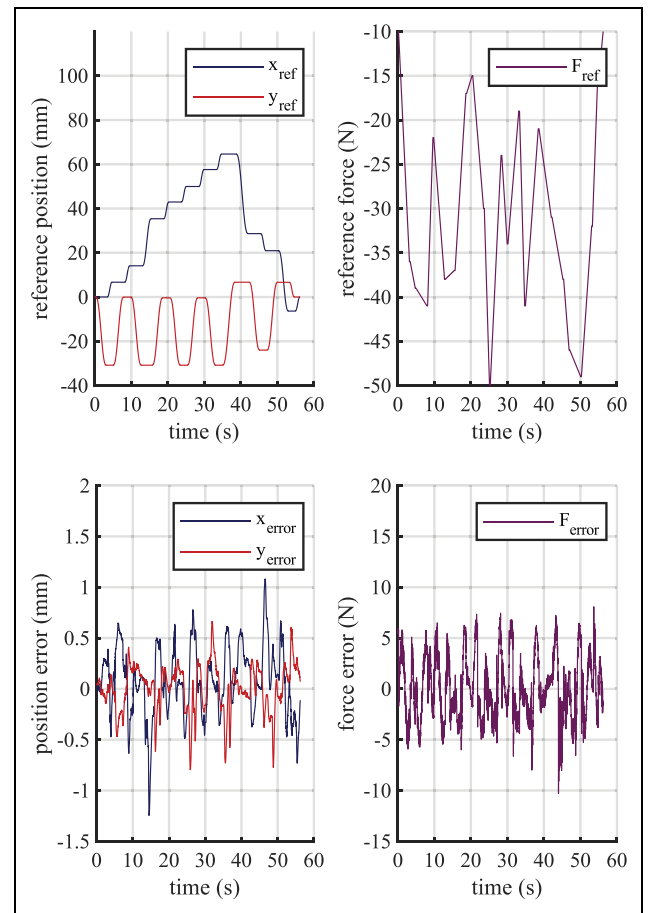 x_ref
y_ref
reference position (mm)
100
80
60
40
20
0
-20
-40
0 10 20 30 40 50 60
time (s)
F_ref
reference force (N)
-10
-15
-20
-25
-30
-35
-40
-45
-50
0 10 20 30 40 50 60
time (s)
x_error
y_error
position error (mm)
2
1.5
1
0.5
0
-0.5
-1
-1.5
0 10 20 30 40 50 60
time (s)
F_error
force error (N)
20
15
10
5
0
-5
-10
-15
0 10 20 30 40 50 60
time (s)